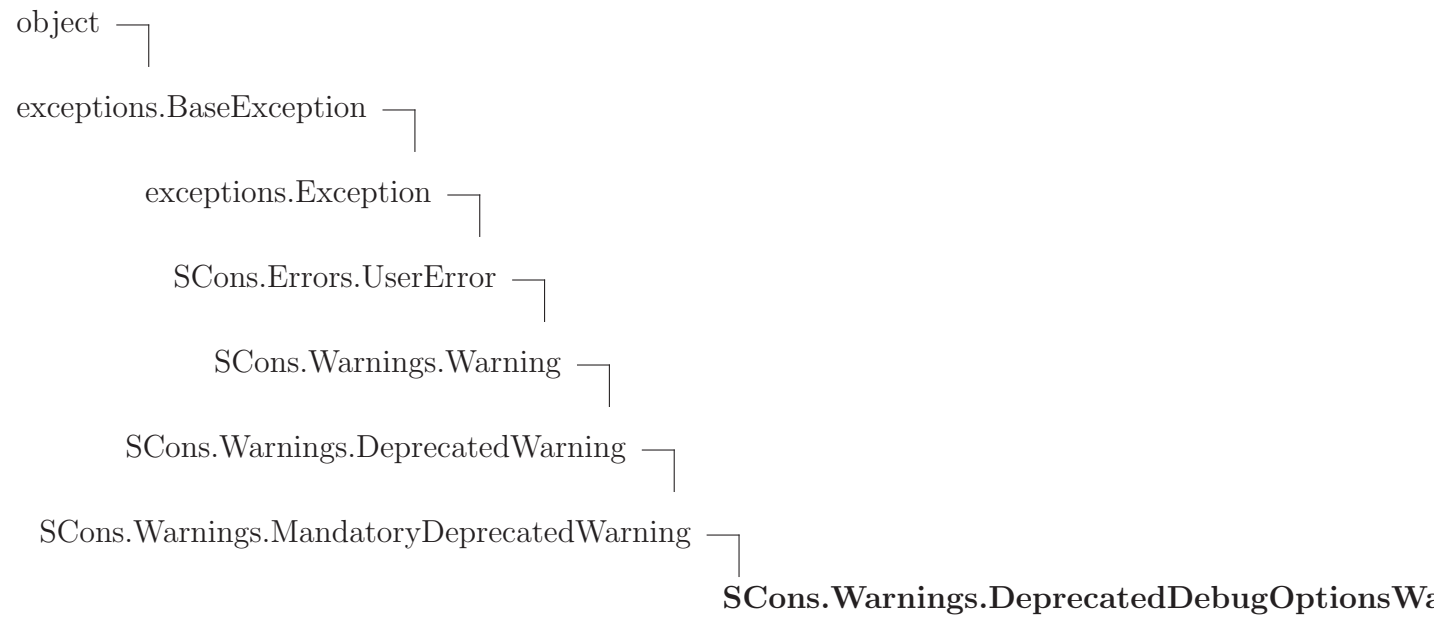 object
exceptions.BaseException
exceptions.Exception
SCons.Errors.UserError
SCons.Warnings.Warning
SCons.Warnings.DeprecatedWarning
SCons.Warnings.MandatoryDeprecatedWarning
SCons.Warnings.DeprecatedDebugOptionsWa